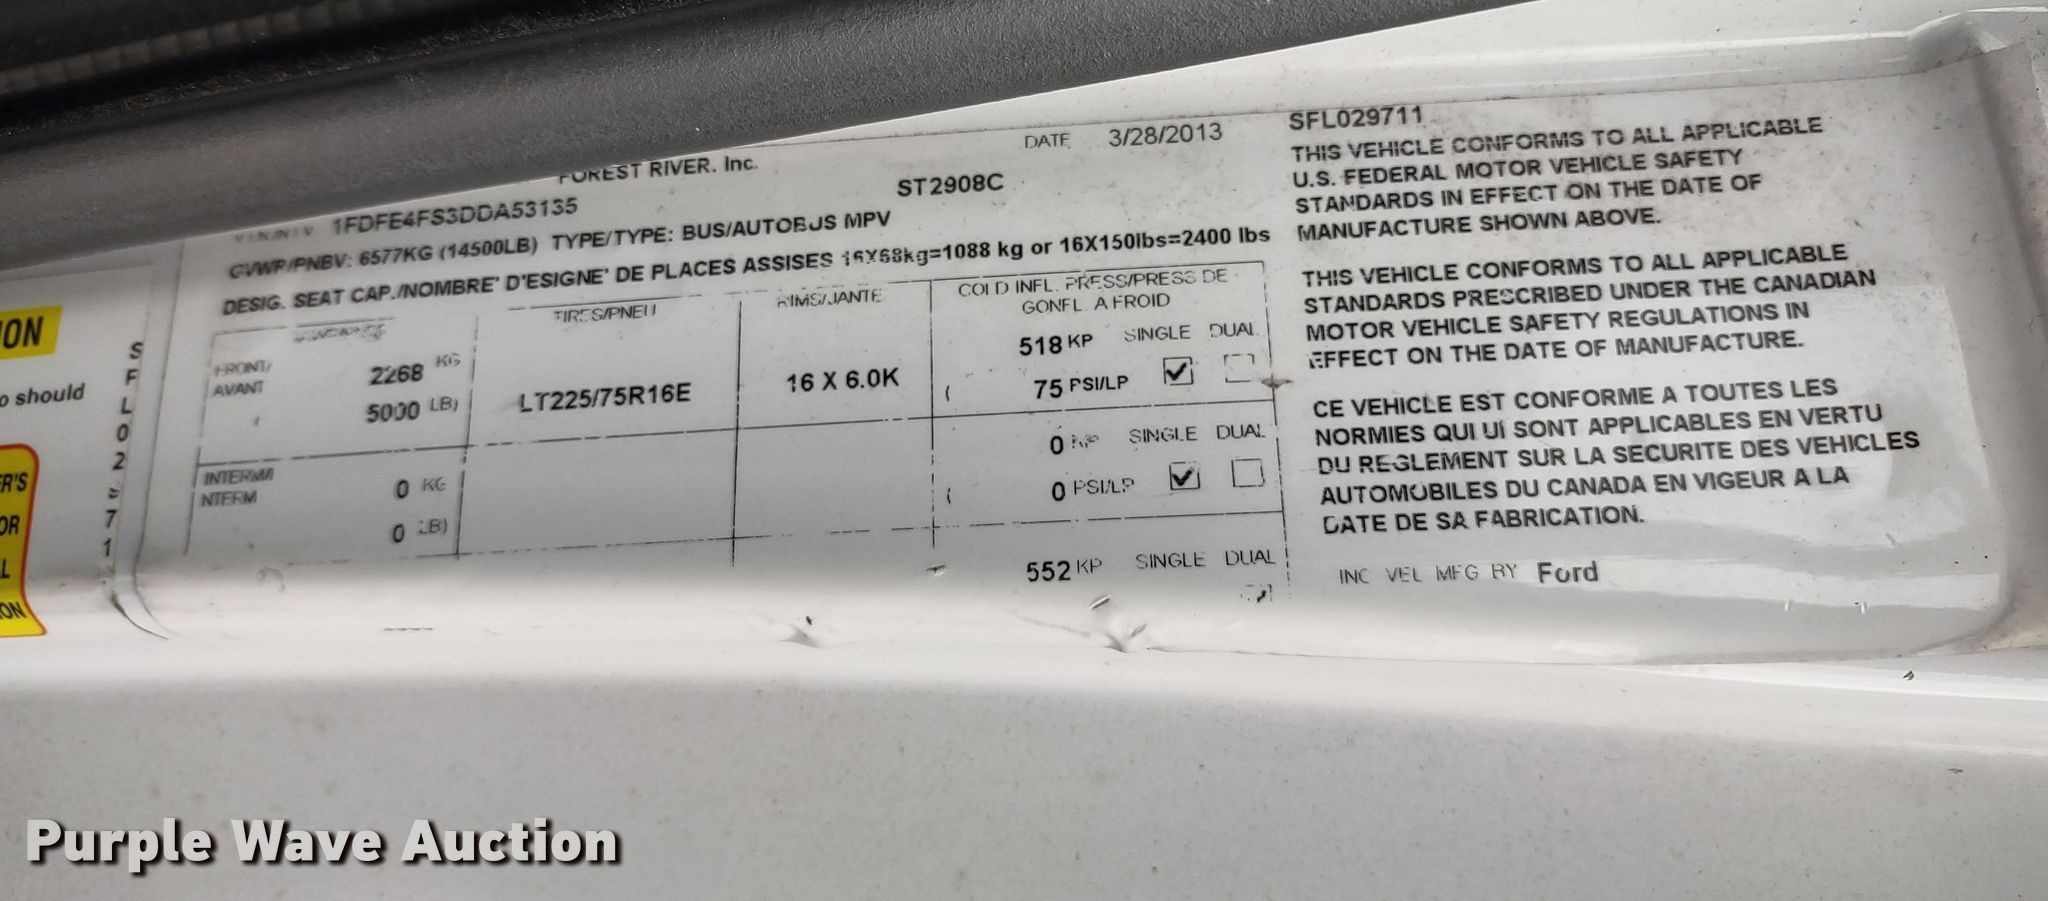 FOREST RIVER. Inc.
DATE 3/28/2013
1FDFE4FS3DDA53135
ST2908C
GVWR/PNBV: 6577KG (14500LB) TYPE/TYPE: BUS/AUTOBUS MPV
DESIG. SEAT CAP./NOMBRE' D'ESIGNE' DE PLACES ASSISES 16X68kg=1088 kg or 16X150lbs=2400 lbs
TIRES/PNEU
RIMS/JANTE
COLD INFL. PRESS/PRESS DE
GONFL. A FROID
FRONT/
AVANT
2268 KG
5000 LB)
LT225/75R16E
16 X 6.0K
518 KP SINGLE DUAL
( 75 PSI/LP
INTERM/
INTERM
0 KG
0 LB)
0 KP SINGLE DUAL
( 0 PSI/LP
552 KP SINGLE DUAL
SFL029711
THIS VEHICLE CONFORMS TO ALL APPLICABLE
U.S. FEDERAL MOTOR VEHICLE SAFETY
STANDARDS IN EFFECT ON THE DATE OF
MANUFACTURE SHOWN ABOVE.
THIS VEHICLE CONFORMS TO ALL APPLICABLE
STANDARDS PRESCRIBED UNDER THE CANADIAN
MOTOR VEHICLE SAFETY REGULATIONS IN
EFFECT ON THE DATE OF MANUFACTURE.
CE VEHICLE EST CONFORME A TOUTES LES
NORMIES QUI UI SONT APPLICABLES EN VERTU
DU REGLEMENT SUR LA SECURITE DES VEHICLES
AUTOMOBILES DU CANADA EN VIGEUR A LA
DATE DE SA FABRICATION.
INC VEL MFG BY Ford
ION
o should
ER'S
OR
L
ION
Purple Wave Auction